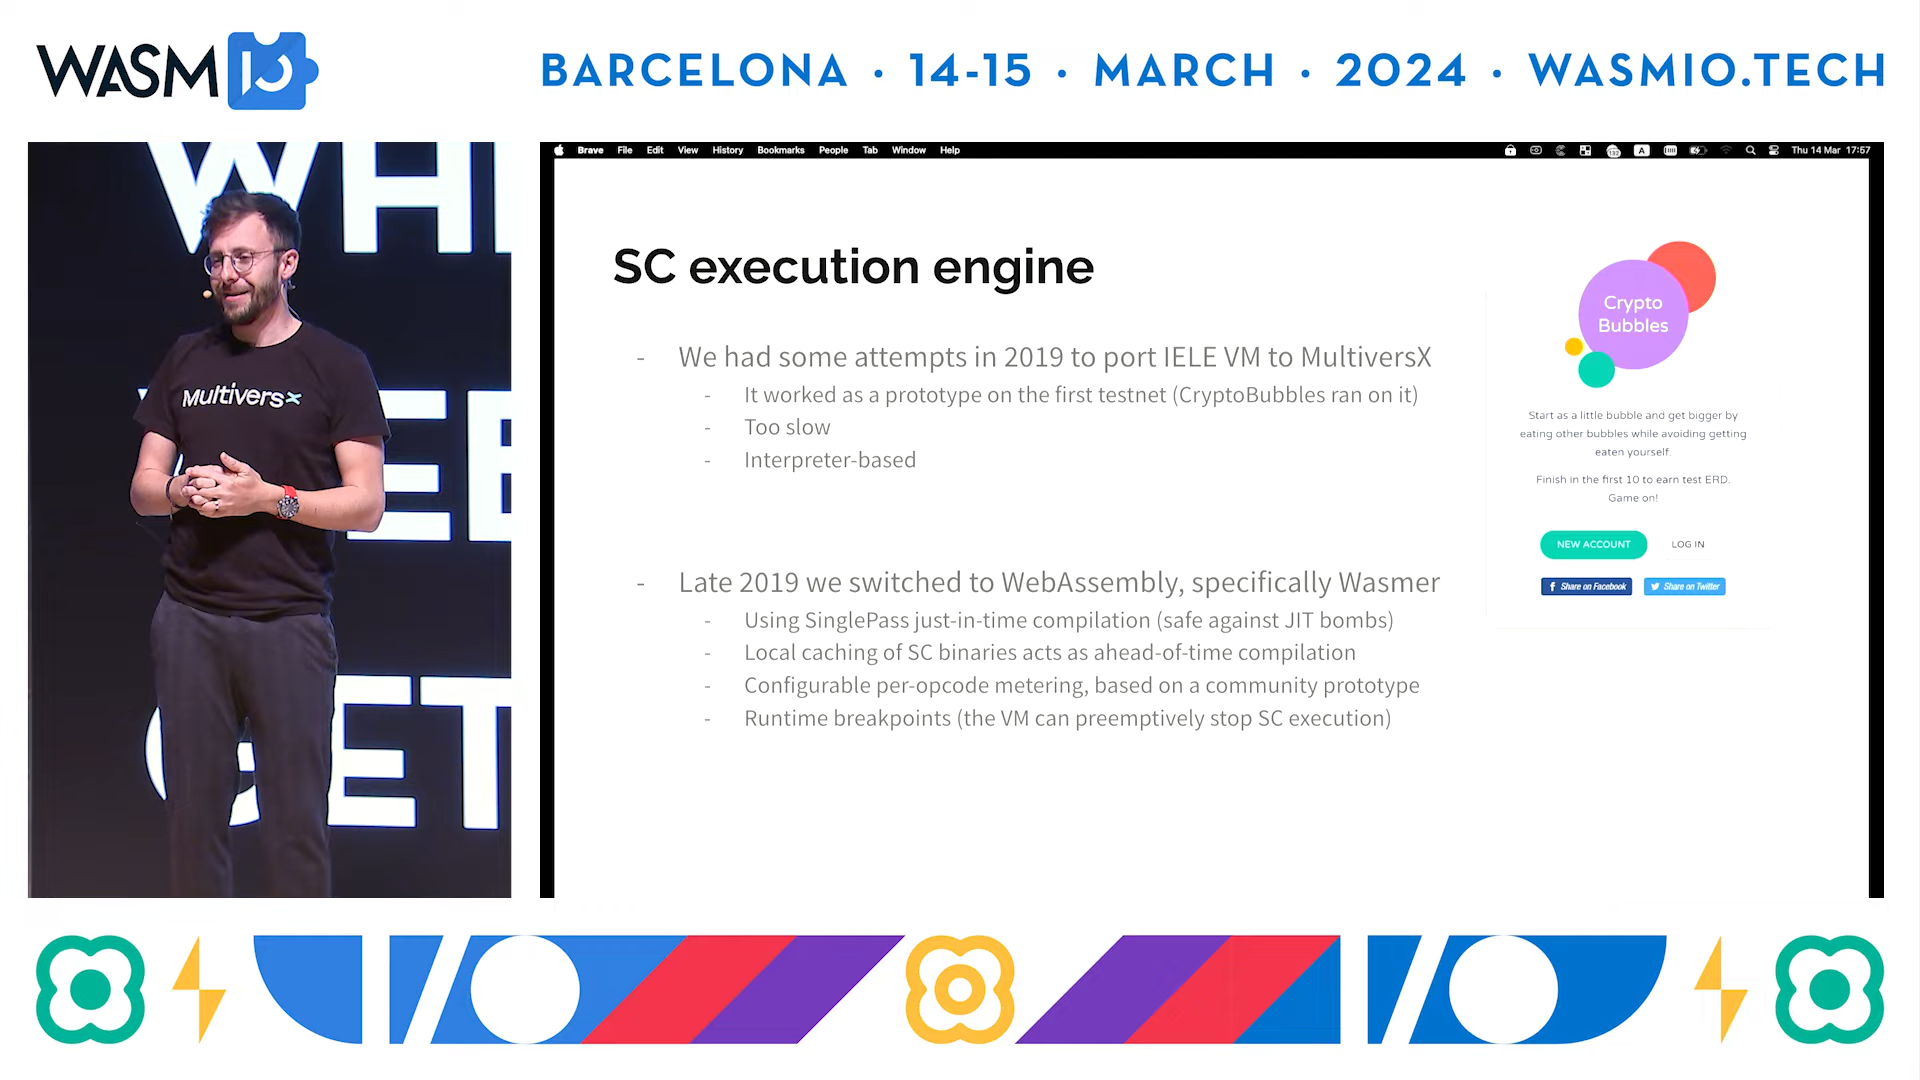 WASM IO
BARCELONA · 14-15 · MARCH · 2024 · WASMIO.TECH
WH
EE
GET
MultiversX
Brave File Edit View History Bookmarks People Tab Window Help
A
Thu 14 Mar 17:57
SC execution engine
- We had some attempts in 2019 to port IELE VM to MultiversX
- It worked as a prototype on the first testnet (CryptoBubbles ran on it)
- Too slow
- Interpreter-based
- Late 2019 we switched to WebAssembly, specifically Wasmer
- Using SinglePass just-in-time compilation (safe against JIT bombs)
- Local caching of SC binaries acts as ahead-of-time compilation
- Configurable per-opcode metering, based on a community prototype
- Runtime breakpoints (the VM can preemptively stop SC execution)
Crypto
Bubbles
Start as a little bubble and get bigger by
eating other bubbles while avoiding getting
eaten yourself.
Finish in the first 10 to earn test ERD.
Game on!
NEW ACCOUNT LOG IN
Share on Facebook Share on Twitter